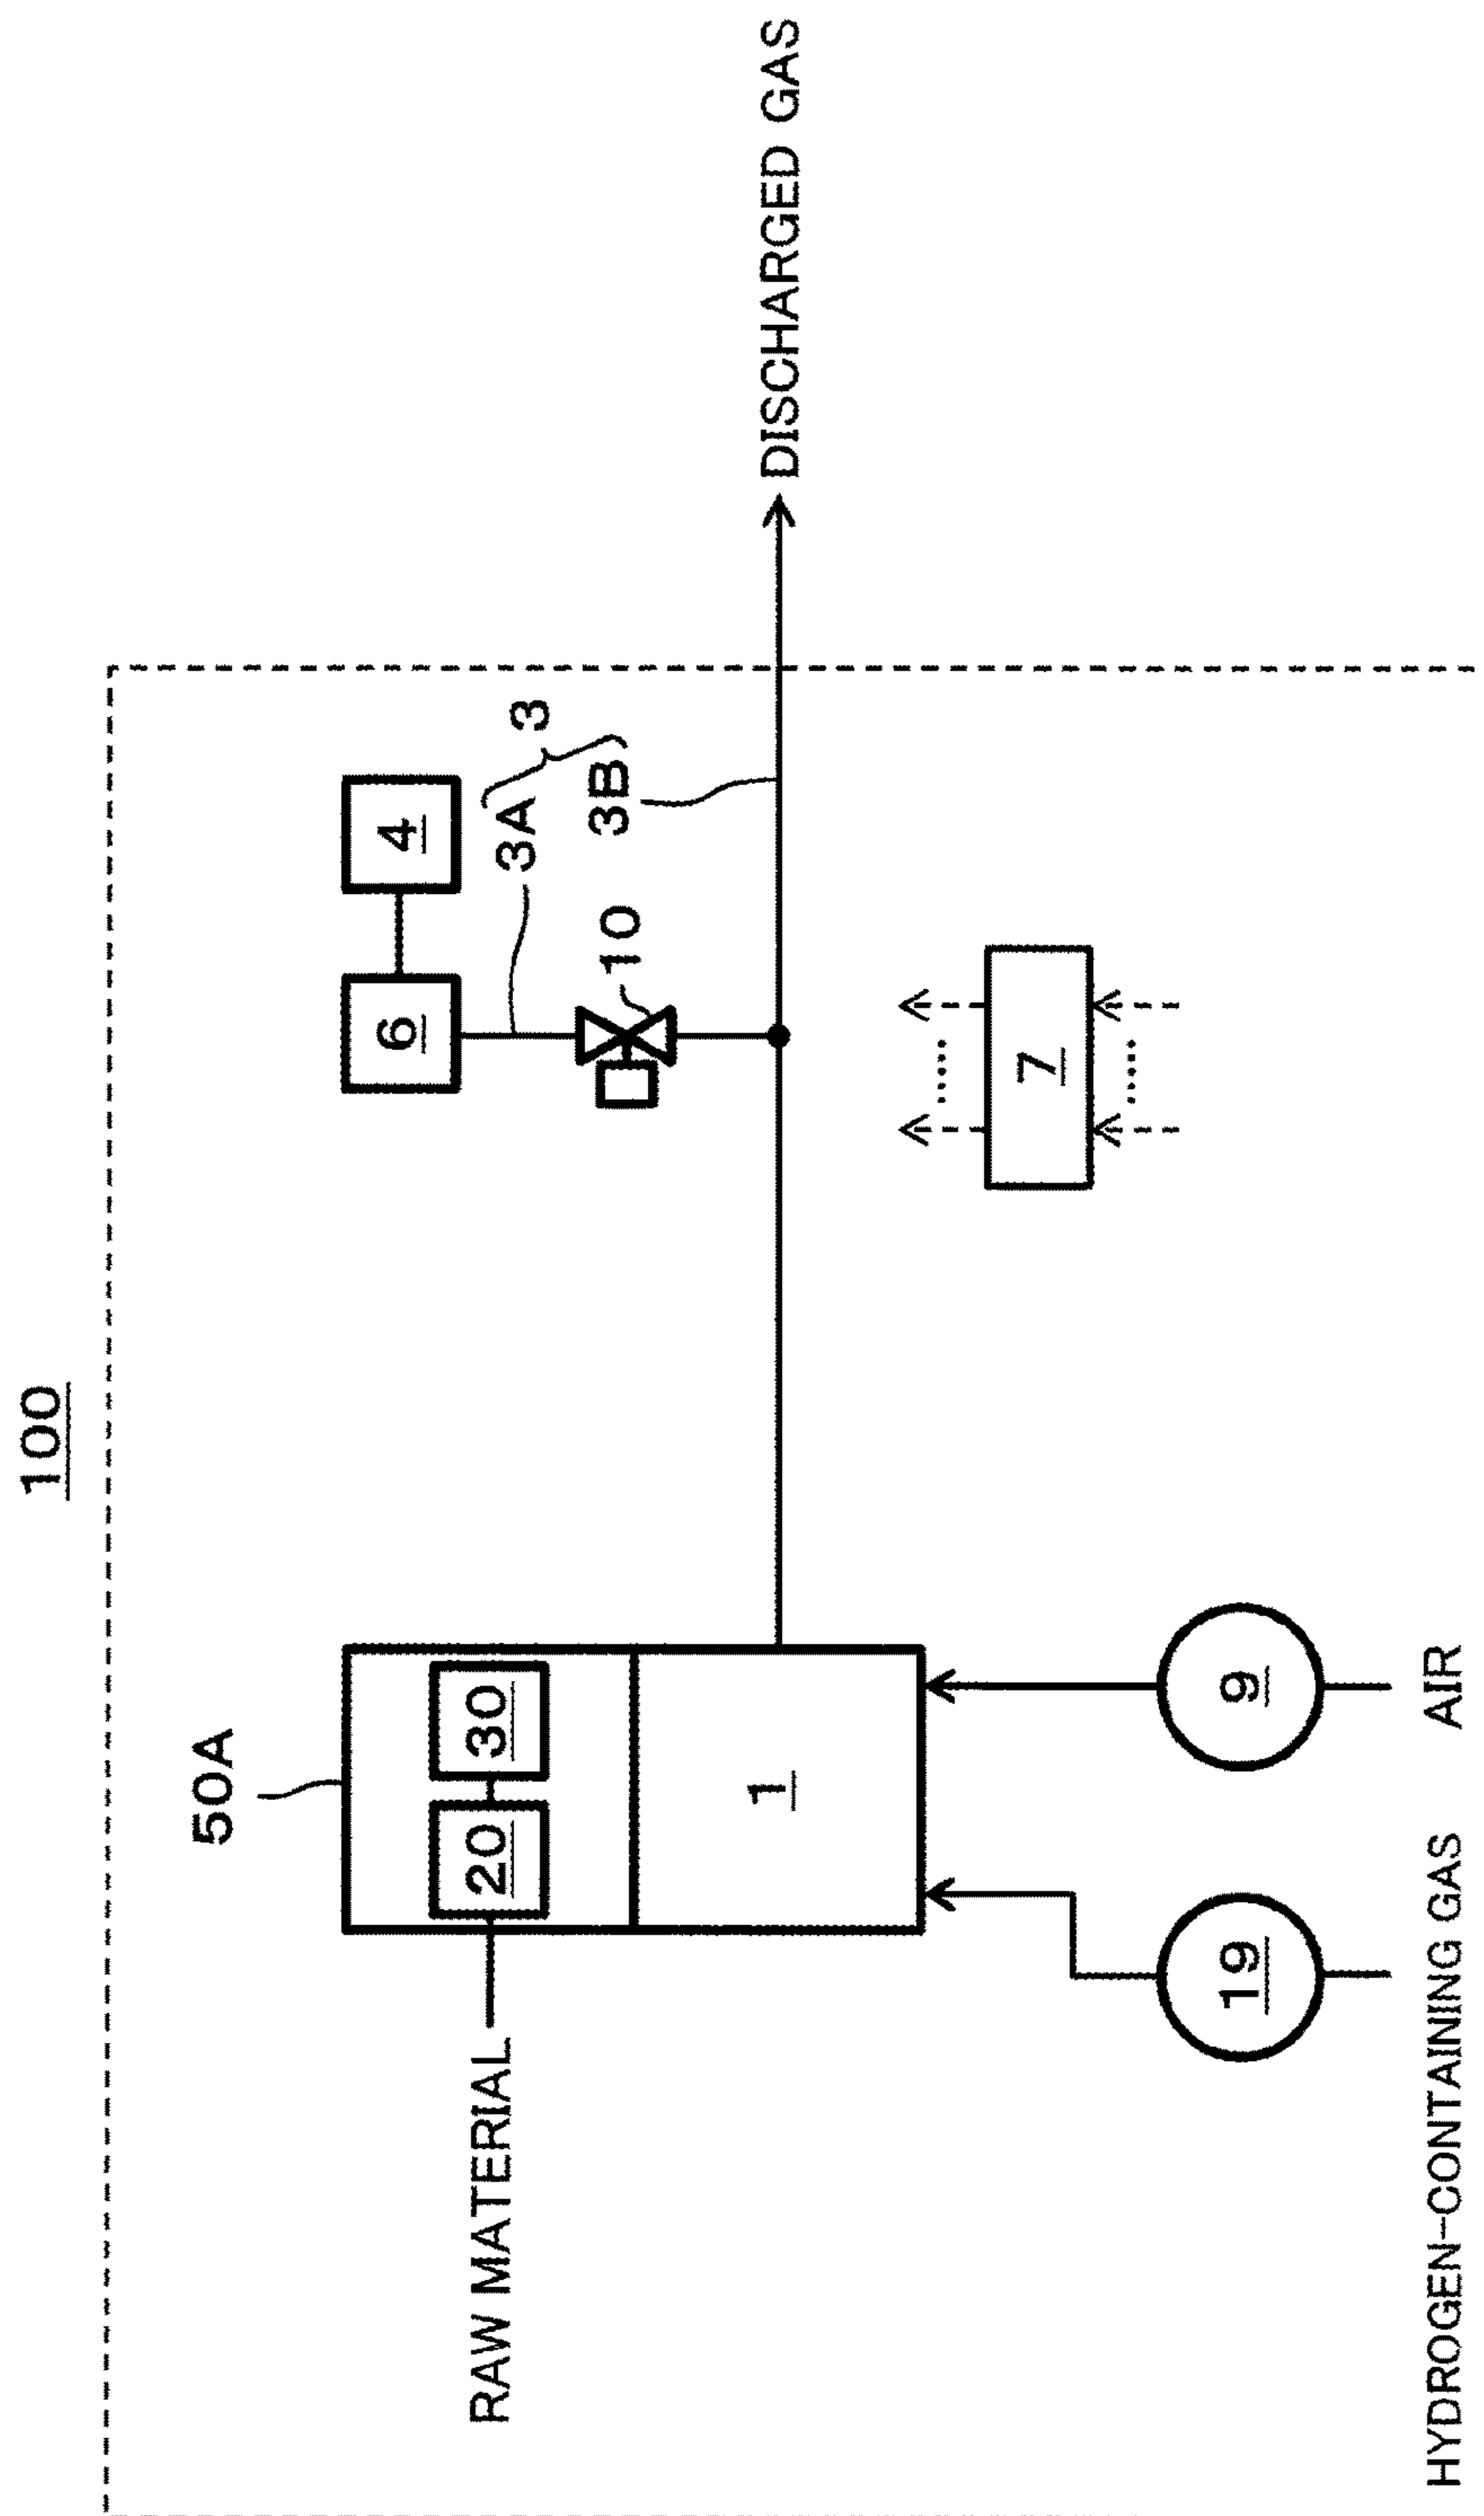 100
50A
RAW MATERIAL
20
30
1
6
4
3
3A
3B
10
DISCHARGED GAS
7
19
9
HYDROGEN-CONTAINING GAS
AIR